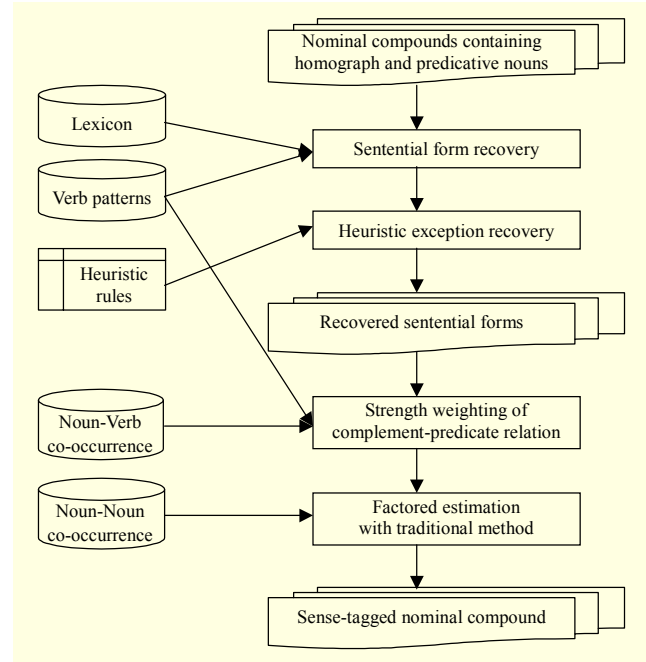 Nominal compounds containing
homograph and predicative nouns
Lexicon
Sentential form recovery
Verb patterns
Heuristic exception recovery
Heuristic
rules
Recovered sentential forms
Noun-Verb
co-occurrence
Strength weighting of
complement-predicate relation
Noun-Noun
co-occurrence
Factored estimation
with traditional method
Sense-tagged nominal compound